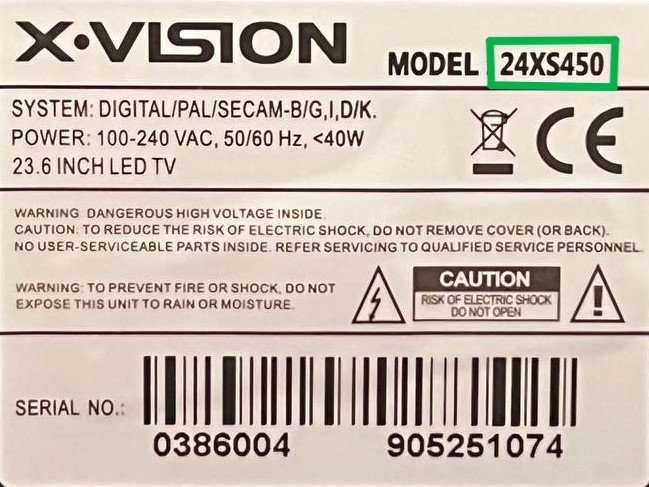 X·VISION
MODEL 24XS450
SYSTEM: DIGITAL/PAL/SECAM-B/G,I,D/K.
POWER: 100-240 VAC, 50/60 Hz, <40W
23.6 INCH LED TV
CE
WARNING: DANGEROUS HIGH VOLTAGE INSIDE.
CAUTION: TO REDUCE THE RISK OF ELECTRIC SHOCK, DO NOT REMOVE COVER (OR BACK).
NO USER-SERVICEABLE PARTS INSIDE. REFER SERVICING TO QUALIFIED SERVICE PERSONNEL.
WARNING: TO PREVENT FIRE OR SHOCK, DO NOT
EXPOSE THIS UNIT TO RAIN OR MOISTURE.
CAUTION
RISK OF ELECTRIC SHOCK
DO NOT OPEN
SERIAL NO.:
0386004 905251074